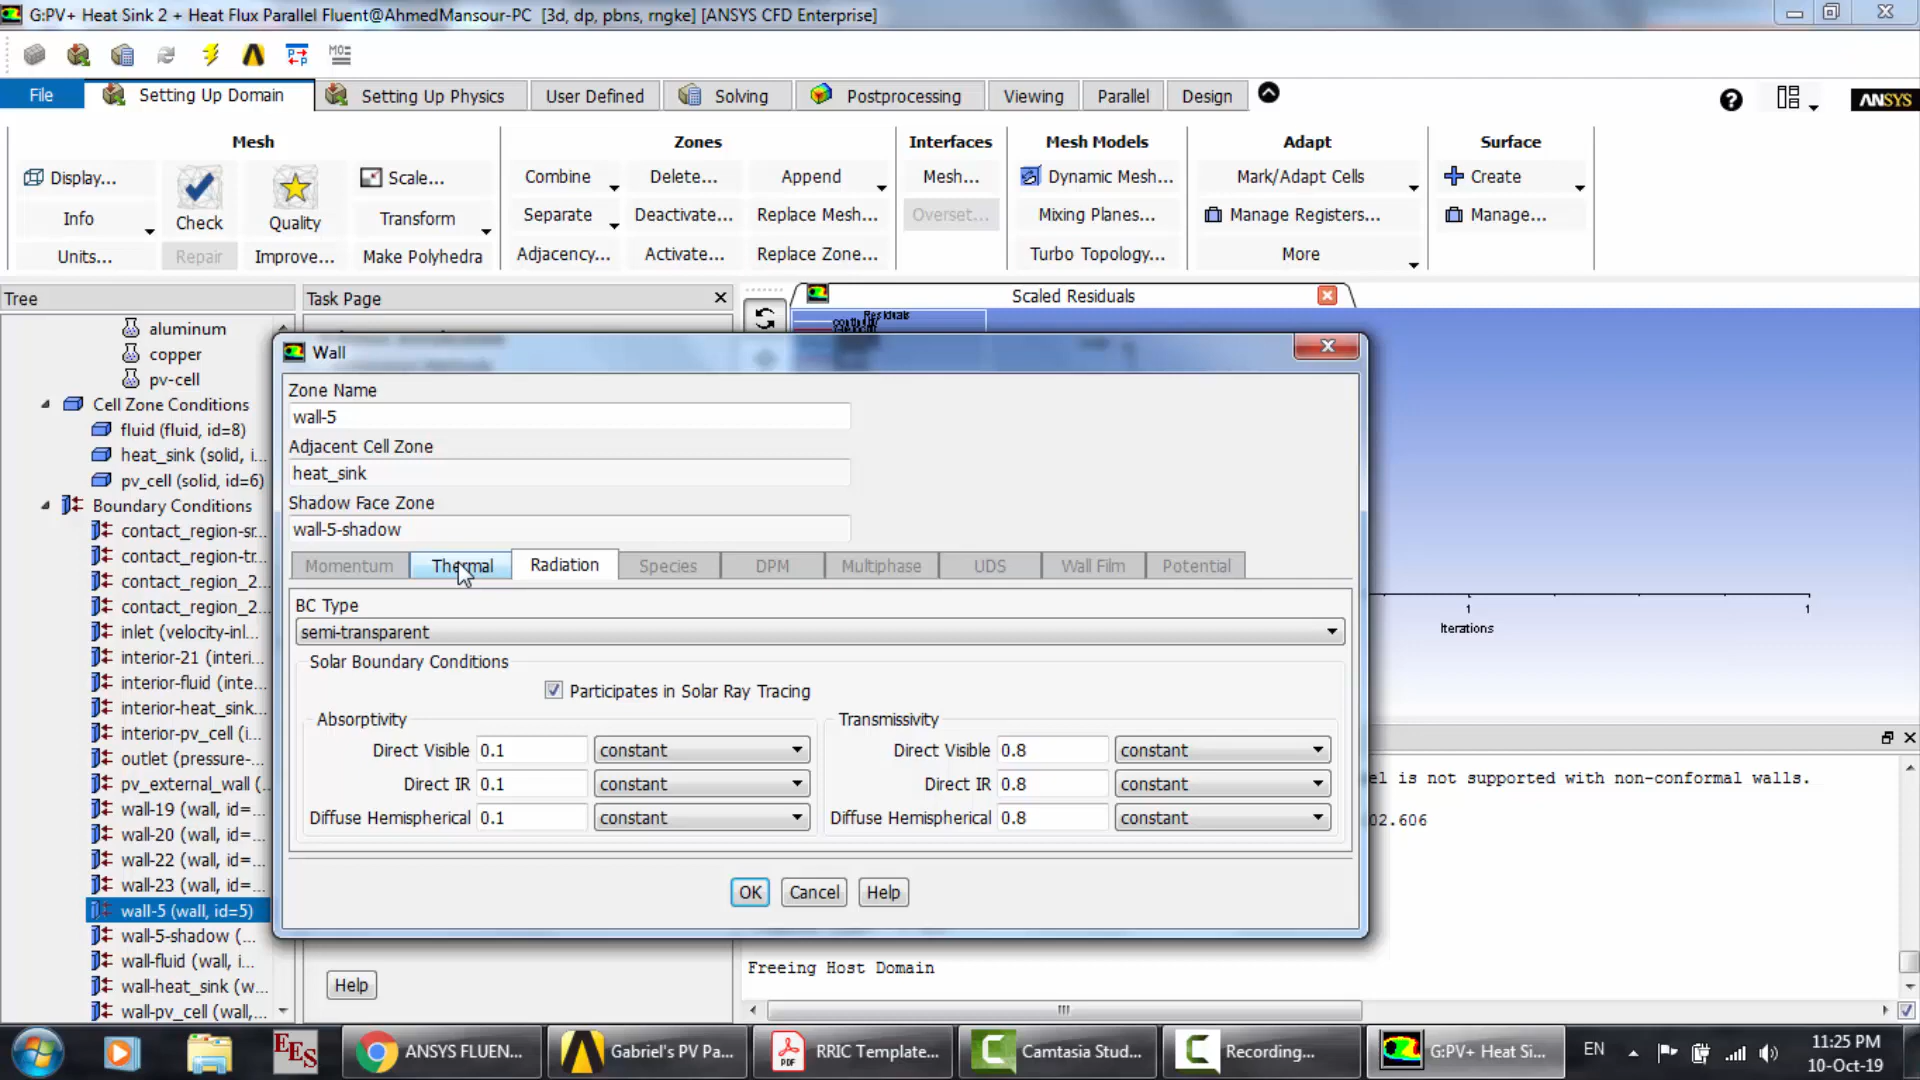 G:PV+ Heat Sink 2 + Heat Flux Parallel Fluent@AhmedMansour-PC [3d, dp, pbns, rngke] [ANSYS CFD Enterprise]
File
Setting Up Domain
Setting Up Physics
User Defined
Solving
Postprocessing
Viewing
Parallel
Design
ANSYS
Mesh
Zones
Interfaces
Mesh Models
Adapt
Surface
Display...
Scale...
Combine
Delete...
Append
Mesh...
Dynamic Mesh...
Mark/Adapt Cells
Create
Info
Check
Quality
Transform
Separate
Deactivate...
Replace Mesh...
Overset...
Mixing Planes...
Manage Registers...
Manage...
Units...
Repair
Improve...
Make Polyhedra
Adjacency...
Activate...
Replace Zone...
Turbo Topology...
More
Tree
Task Page
Scaled Residuals
Residuals
aluminum
copper
pv-cell
Cell Zone Conditions
fluid (fluid, id=8)
heat_sink (solid, i...
pv_cell (solid, id=6)
Boundary Conditions
contact_region-sr...
contact_region-tr...
contact_region_2...
contact_region_2...
inlet (velocity-inl...
interior-21 (interi...
interior-fluid (inte...
interior-heat_sink...
interior-pv_cell (i...
outlet (pressure-...
pv_external_wall (...
wall-19 (wall, id=...
wall-20 (wall, id=...
wall-22 (wall, id=...
wall-23 (wall, id=...
wall-5 (wall, id=5)
wall-5-shadow (...
wall-fluid (wall, i...
wall-heat_sink (w...
wall-pv_cell (wall,...
Wall
Zone Name
wall-5
Adjacent Cell Zone
heat_sink
Shadow Face Zone
wall-5-shadow
Momentum
Thermal
Radiation
Species
DPM
Multiphase
UDS
Wall Film
Potential
BC Type
semi-transparent
Solar Boundary Conditions
Participates in Solar Ray Tracing
Absorptivity
Transmissivity
Direct Visible 0.1 constant
Direct Visible 0.8 constant
Direct IR 0.1 constant
Direct IR 0.8 constant
Diffuse Hemispherical 0.1 constant
Diffuse Hemispherical 0.8 constant
OK
Cancel
Help
1
1
Iterations
el is not supported with non-conformal walls.
02.606
Freeing Host Domain
Help
EES
ANSYS FLUEN...
Gabriel's PV Pa...
PDF
RRIC Template...
Camtasia Stud...
Recording...
G:PV+ Heat Si...
EN
11:25 PM
10-Oct-19